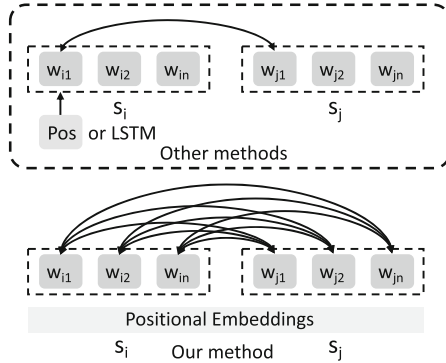 w_i1 w_i2 w_in w_j1 w_j2 w_jn
s_i s_j
Pos or LSTM
Other methods
w_i1 w_i2 w_in w_j1 w_j2 w_jn
Positional Embeddings
s_i Our method s_j